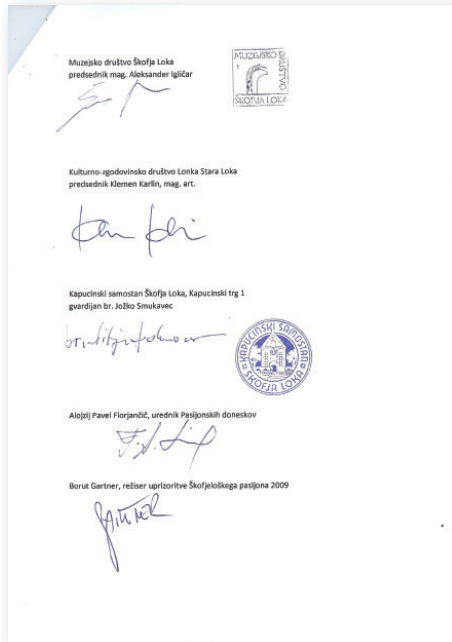 Muzejsko društvo Škofja Loka
predsednik mag. Aleksander Igličar
MUZEJSKO
DRUŠTVO
ŠKOFJA LOKA
Kulturno-zgodovinsko društvo Lonka Stara Loka
predsednik Klemen Karlin, mag. art.
Kapucinski samostan Škofja Loka, Kapucinski trg 1
gvardijan br. Jožko Smukavec
KAPUCINSKI SAMOSTAN
ŠKOFJA LOKA
Alojzij Pavel Florjančič, urednik Pasijonskih doneskov
Borut Gartner, režiser uprizoritve Škofjeloškega pasijona 2009